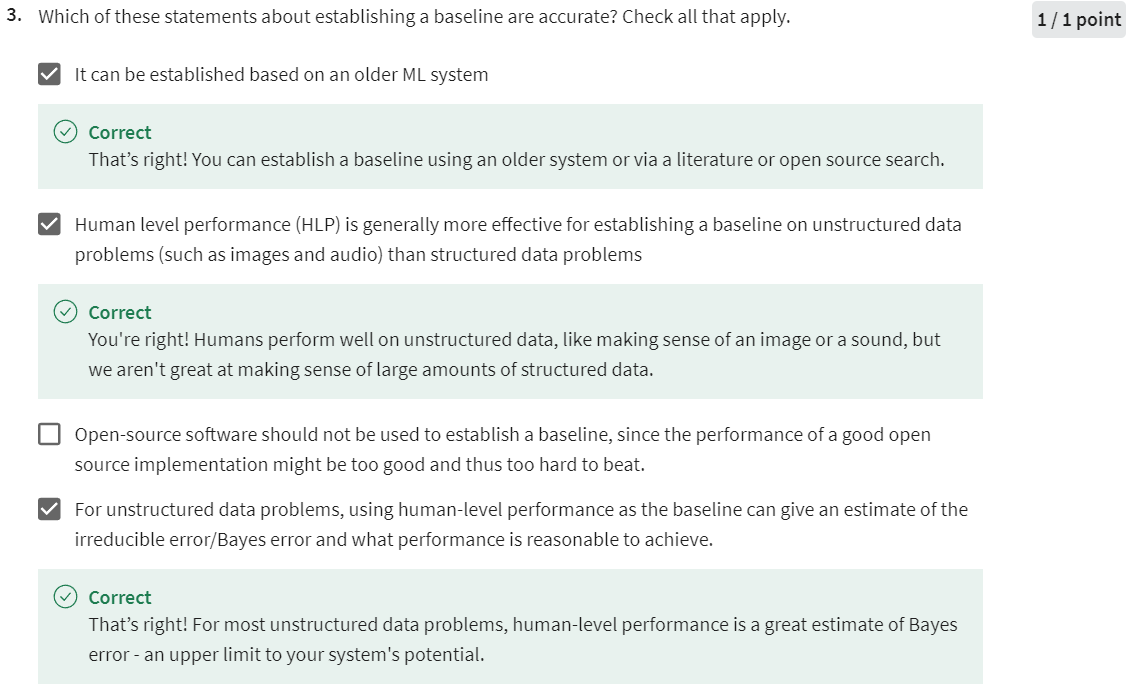 3. Which of these statements about establishing a baseline are accurate? Check all that apply.
1 / 1 point
It can be established based on an older ML system
Correct
That’s right! You can establish a baseline using an older system or via a literature or open source search.
Human level performance (HLP) is generally more effective for establishing a baseline on unstructured data
problems (such as images and audio) than structured data problems
Correct
You're right! Humans perform well on unstructured data, like making sense of an image or a sound, but
we aren't great at making sense of large amounts of structured data.
Open-source software should not be used to establish a baseline, since the performance of a good open
source implementation might be too good and thus too hard to beat.
For unstructured data problems, using human-level performance as the baseline can give an estimate of the
irreducible error/Bayes error and what performance is reasonable to achieve.
Correct
That’s right! For most unstructured data problems, human-level performance is a great estimate of Bayes
error - an upper limit to your system's potential.